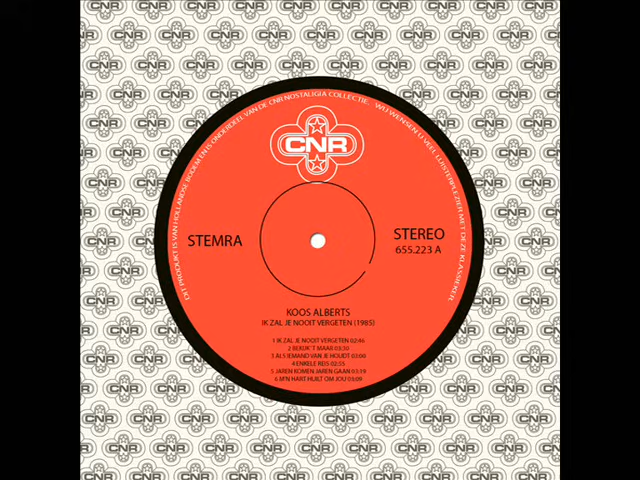 DIT PRODUKT IS VAN HOLLANDSE BODEM EN IS ONDERDEEL VAN DE CNR NOSTALGIA COLLECTIE. WIJ WENSEN U VEEL LUISTERPLEZIER MET DEZE KLASSIEKER.
CNR
STEMRA
STEREO
655.223 A
KOOS ALBERTS
IK ZAL JE NOOIT VERGETEN (1985)
1 IK ZAL JE NOOIT VERGETEN 02:46
2 BEKIJK'T MAAR 03:30
3 ALS IEMAND VAN JE HOUDT 03:00
4 ENKELE REIS 02:55
5 JAREN KOMEN JAREN GAAN 03:19
6 M'N HART HUILT OM JOU 03:09